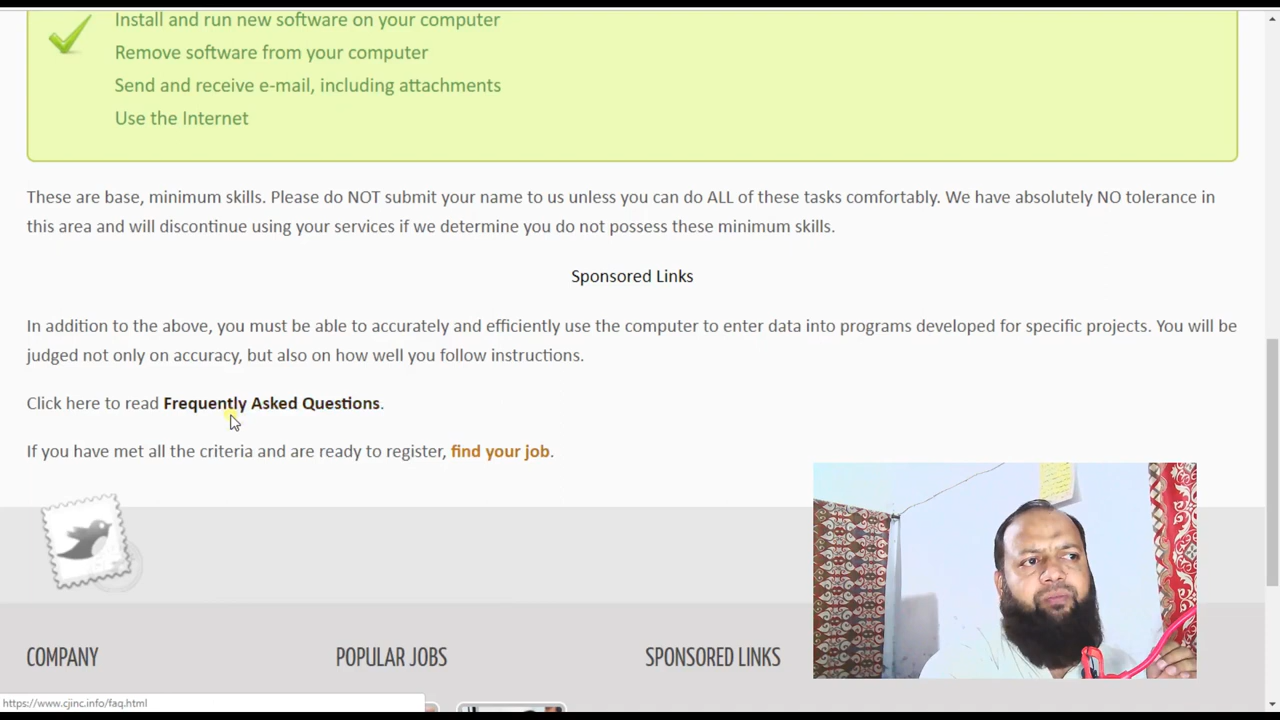 Install and run new software on your computer
Remove software from your computer
Send and receive e-mail, including attachments
Use the Internet
These are base, minimum skills. Please do NOT submit your name to us unless you can do ALL of these tasks comfortably. We have absolutely NO tolerance in
this area and will discontinue using your services if we determine you do not possess these minimum skills.
Sponsored Links
In addition to the above, you must be able to accurately and efficiently use the computer to enter data into programs developed for specific projects. You will be
judged not only on accuracy, but also on how well you follow instructions.
Click here to read Frequently Asked Questions.
If you have met all the criteria and are ready to register, find your job.
COMPANY
POPULAR JOBS
SPONSORED LINKS
https://www.cjinc.info/faq.html